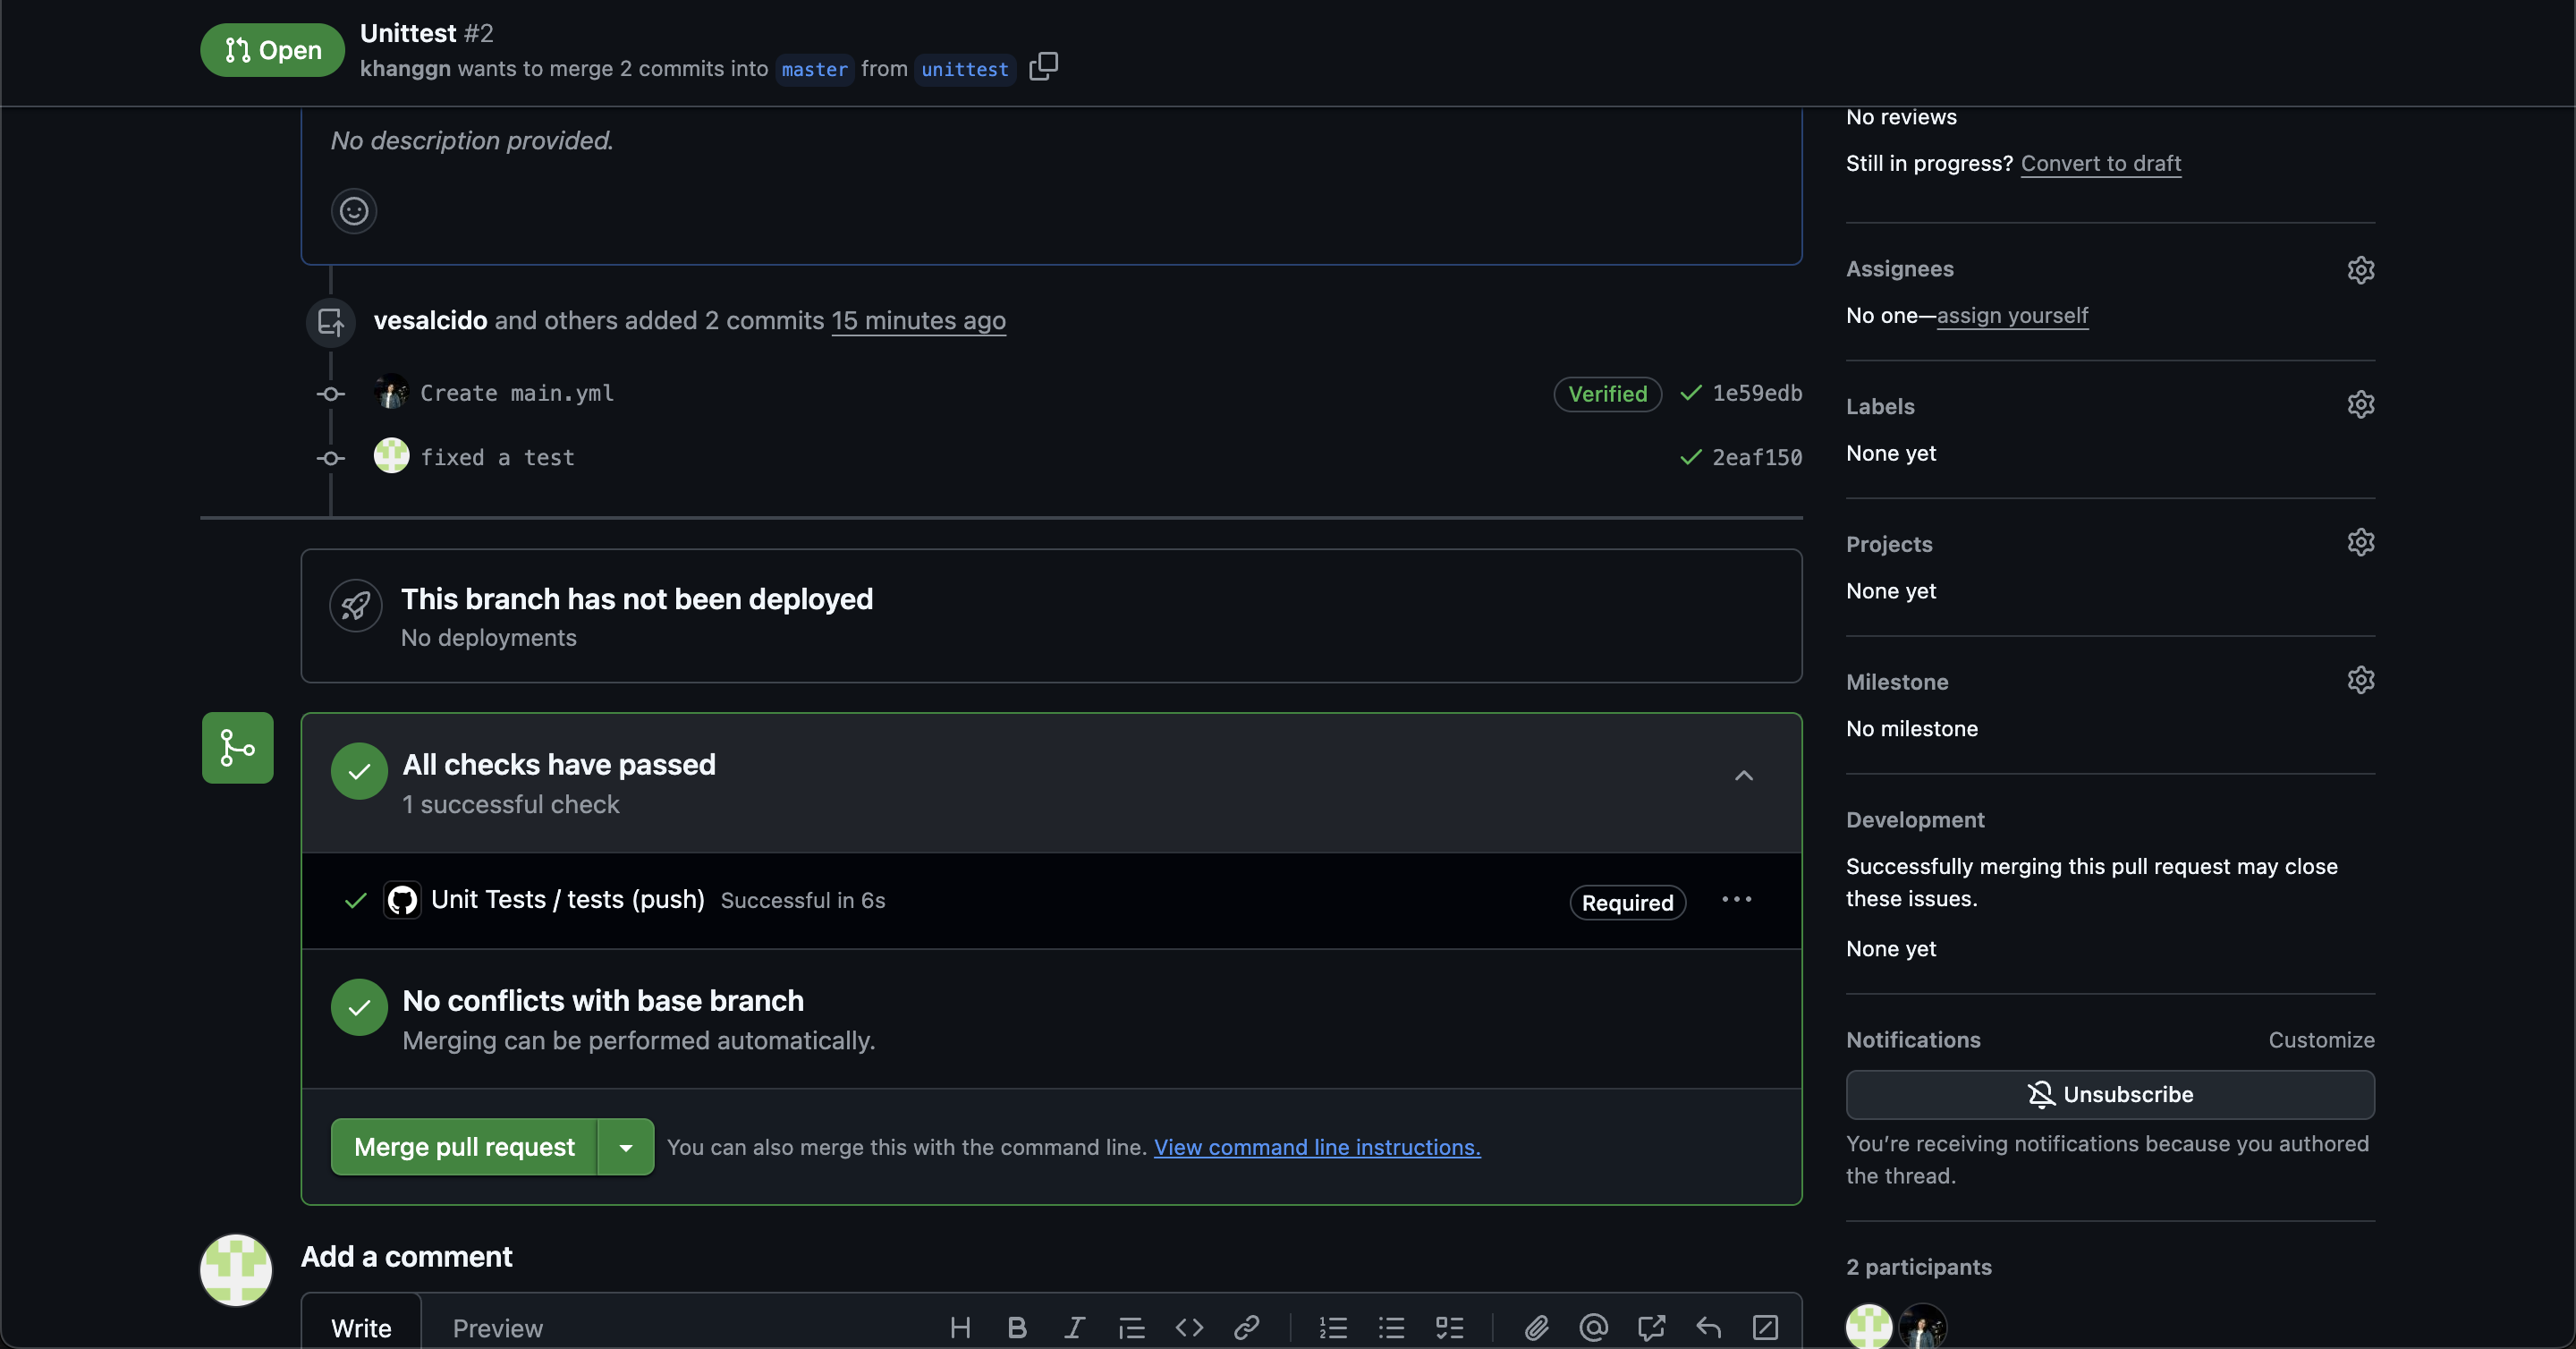 Open
Unittest #2
khanggn wants to merge 2 commits into master from unittest
No description provided.
vesalcido and others added 2 commits 15 minutes ago
Create main.yml
Verified
1e59edb
fixed a test
2eaf150
This branch has not been deployed
No deployments
All checks have passed
1 successful check
Unit Tests / tests (push) Successful in 6s
Required
No conflicts with base branch
Merging can be performed automatically.
Merge pull request
You can also merge this with the command line. View command line instructions.
Add a comment
Write
Preview
No reviews
Still in progress? Convert to draft
Assignees
No one—assign yourself
Labels
None yet
Projects
None yet
Milestone
No milestone
Development
Successfully merging this pull request may close
these issues.
None yet
Notifications
Customize
Unsubscribe
You’re receiving notifications because you authored
the thread.
2 participants